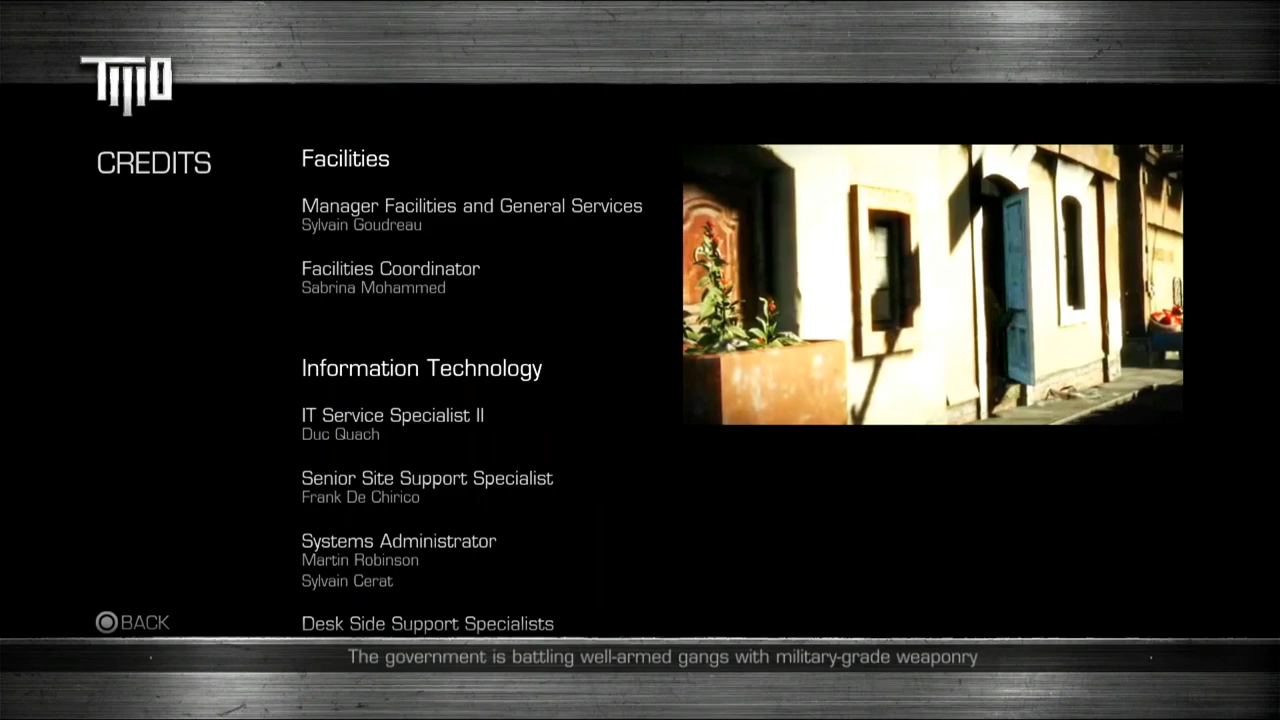 CREDITS
Facilities
Manager Facilities and General Services
Sylvain Goudreau
Facilities Coordinator
Sabrina Mohammed
Information Technology
IT Service Specialist II
Duc Quach
Senior Site Support Specialist
Frank De Chirico
Systems Administrator
Martin Robinson
Sylvain Cerat
Desk Side Support Specialists
BACK
The government is battling well-armed gangs with military-grade weaponry